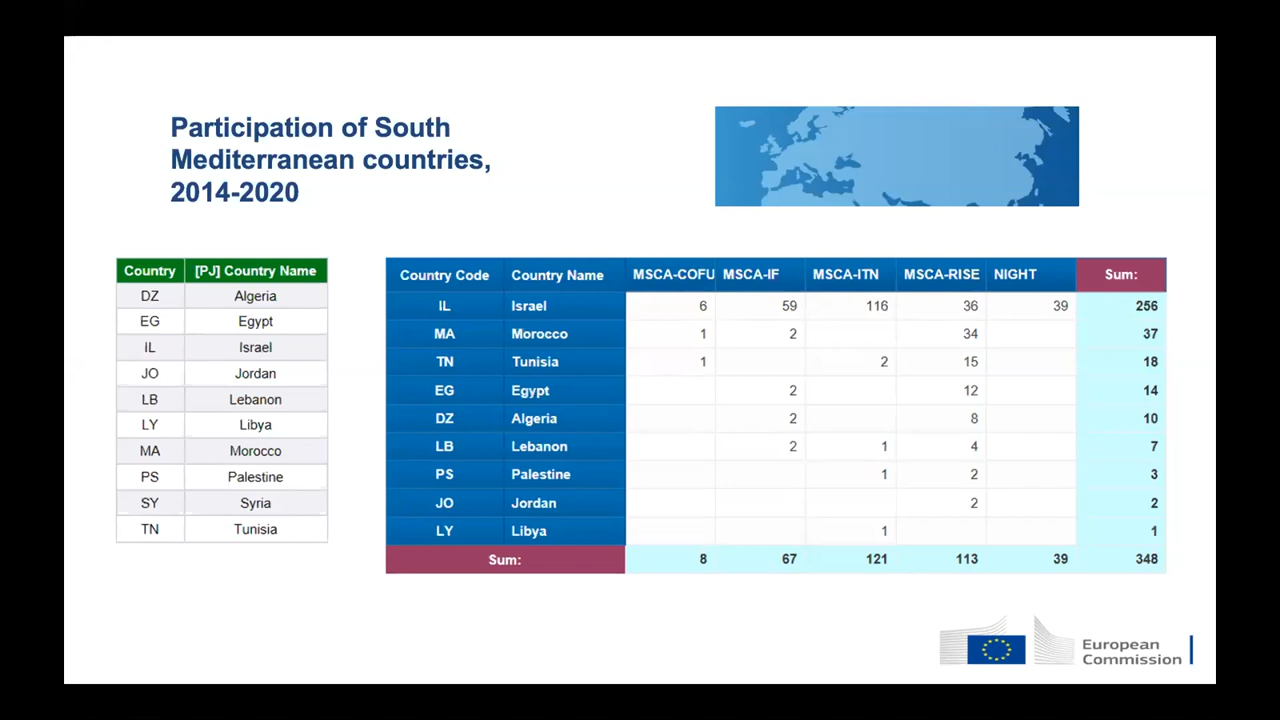 Participation of South
Mediterranean countries,
2014-2020
Country [PJ] Country Name
DZ Algeria
EG Egypt
IL Israel
JO Jordan
LB Lebanon
LY Libya
MA Morocco
PS Palestine
SY Syria
TN Tunisia
Country Code Country Name MSCA-COFU MSCA-IF MSCA-ITN MSCA-RISE NIGHT Sum:
IL Israel 6 59 116 36 39 256
MA Morocco 1 2 34 37
TN Tunisia 1 2 15 18
EG Egypt 2 12 14
DZ Algeria 2 8 10
LB Lebanon 2 1 4 7
PS Palestine 1 2 3
JO Jordan 2 2
LY Libya 1 1
Sum: 8 67 121 113 39 348
European
Commission